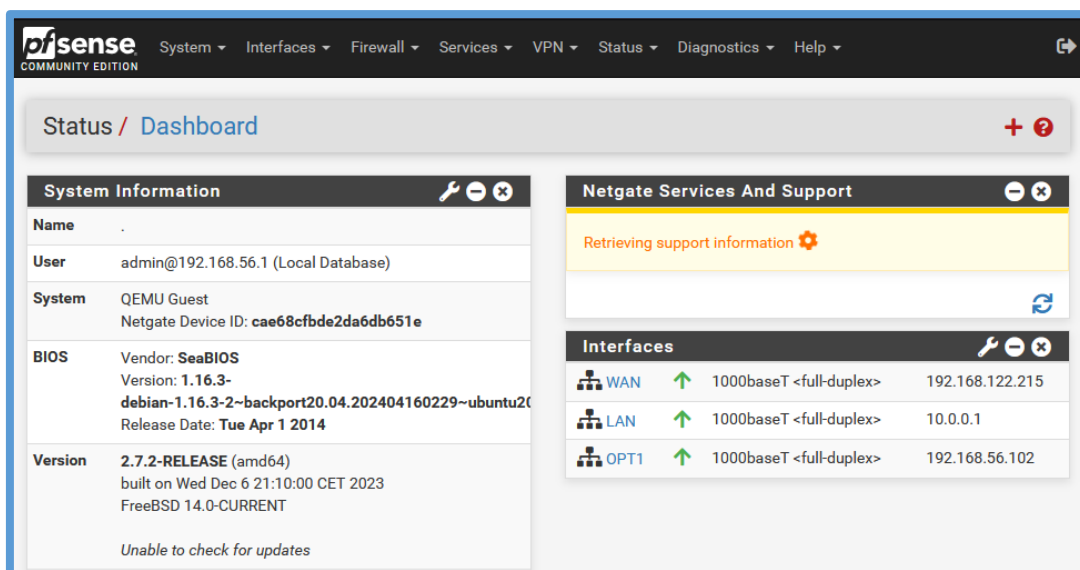 pfsense
COMMUNITY EDITION
System Interfaces Firewall Services VPN Status Diagnostics Help
Status / Dashboard
System Information
Name .
User admin@192.168.56.1 (Local Database)
System QEMU Guest
Netgate Device ID: cae68cfbde2da6db651e
BIOS Vendor: SeaBIOS
Version: 1.16.3-
debian-1.16.3-2~backport20.04.202404160229~ubuntu20
Release Date: Tue Apr 1 2014
Version 2.7.2-RELEASE (amd64)
built on Wed Dec 6 21:10:00 CET 2023
FreeBSD 14.0-CURRENT
Unable to check for updates
Netgate Services And Support
Retrieving support information
Interfaces
WAN 1000baseT <full-duplex> 192.168.122.215
LAN 1000baseT <full-duplex> 10.0.0.1
OPT1 1000baseT <full-duplex> 192.168.56.102